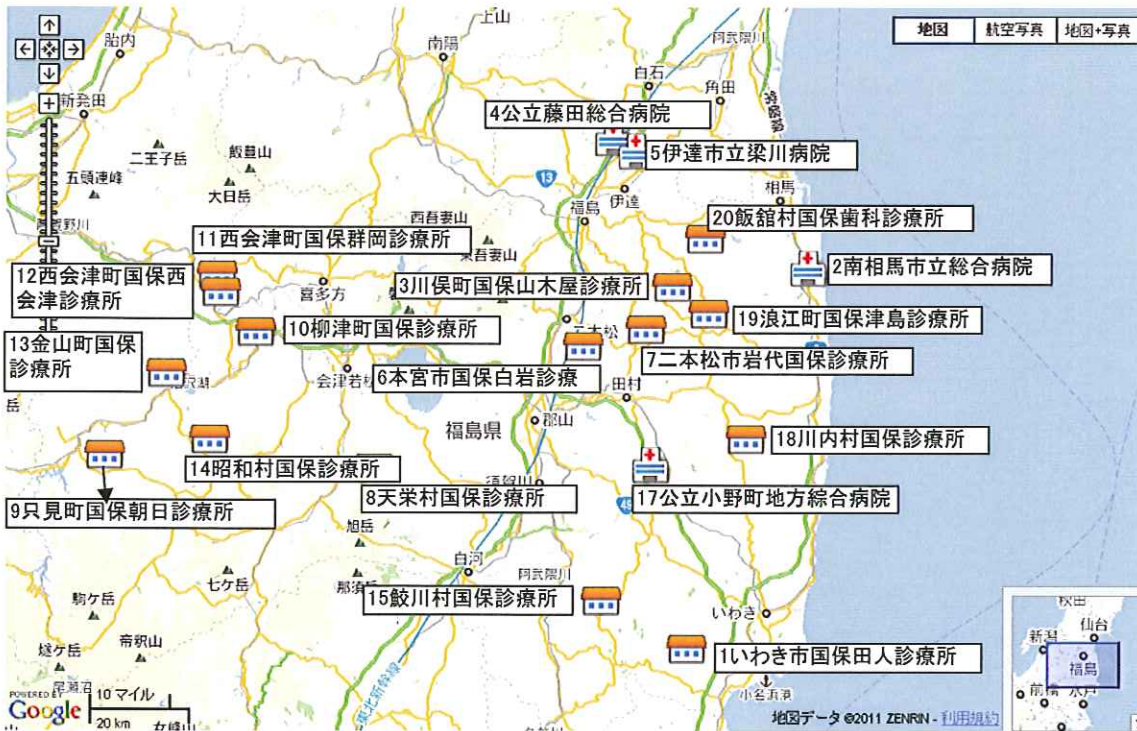 上山
阿武隈川
地図
航空写真
地図+写真
胎内
南陽
白石
角田
新発田
4公立藤田総合病院
二王子岳
飯豊山
5伊達市立梁川病院
13
五頭連峰
大日岳
伊達
相馬
福島
西吾妻山
20飯舘村国保歯科診療所
11西会津町国保群岡診療所
東吾妻山
2南相馬市立総合病院
12西会津町国保西
会津診療所
3川俣町国保山木屋診療所
喜多方
19浪江町国保津島診療所
二本松
10柳津町国保診療所
13金山町国保
診療所
7二本松市岩代国保診療所
会津若松
6本宮市国保白岩診療
田村
岳
郡山
福島県
18川内村国保診療所
14昭和村国保診療所
須賀川
8天栄村国保診療所
17公立小野町地方綜合病院
49
9只見町国保朝日診療所
旭岳
白河
七ケ岳
阿武隈川
那須岳
15鮫川村国保診療所
駒ケ岳
いわき
帝釈山
燧ケ岳
1いわき市国保田人診療所
秋田
仙台
新潟
福島
前橋
水戸
小名浜港
東北新幹線
POWERED BY
Google
10 マイル
20 km
女峰山
地図データ ©2011 ZENRIN - 利用規約